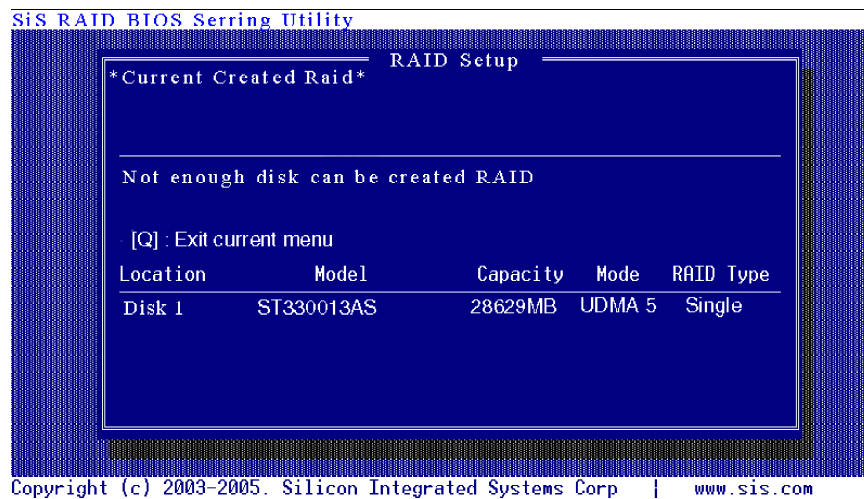 SiS RAID BIOS Serring Utility
RAID Setup
*Current Created Raid*
Not enough disk can be created RAID
[Q] : Exit current menu
Location Model Capacity Mode RAID Type
Disk 1 ST330013AS 28629MB UDMA 5 Single
Copyright (c) 2003-2005. Silicon Integrated Systems Corp | www.sis.com